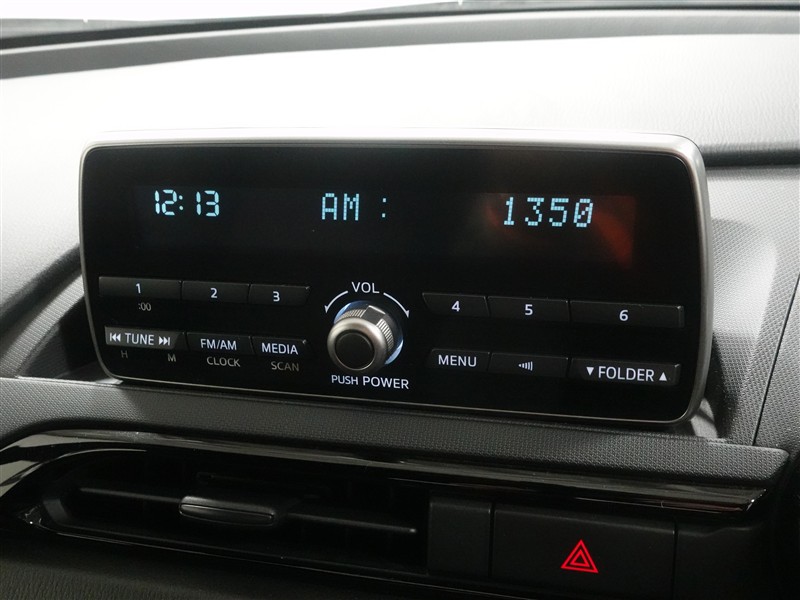 12:13 AM : 1350
VOL
1 2 3 4 5 6
:00
⏮ TUNE ⏭ FM/AM MEDIA MENU ▼ FOLDER ▲
H M CLOCK SCAN
PUSH POWER